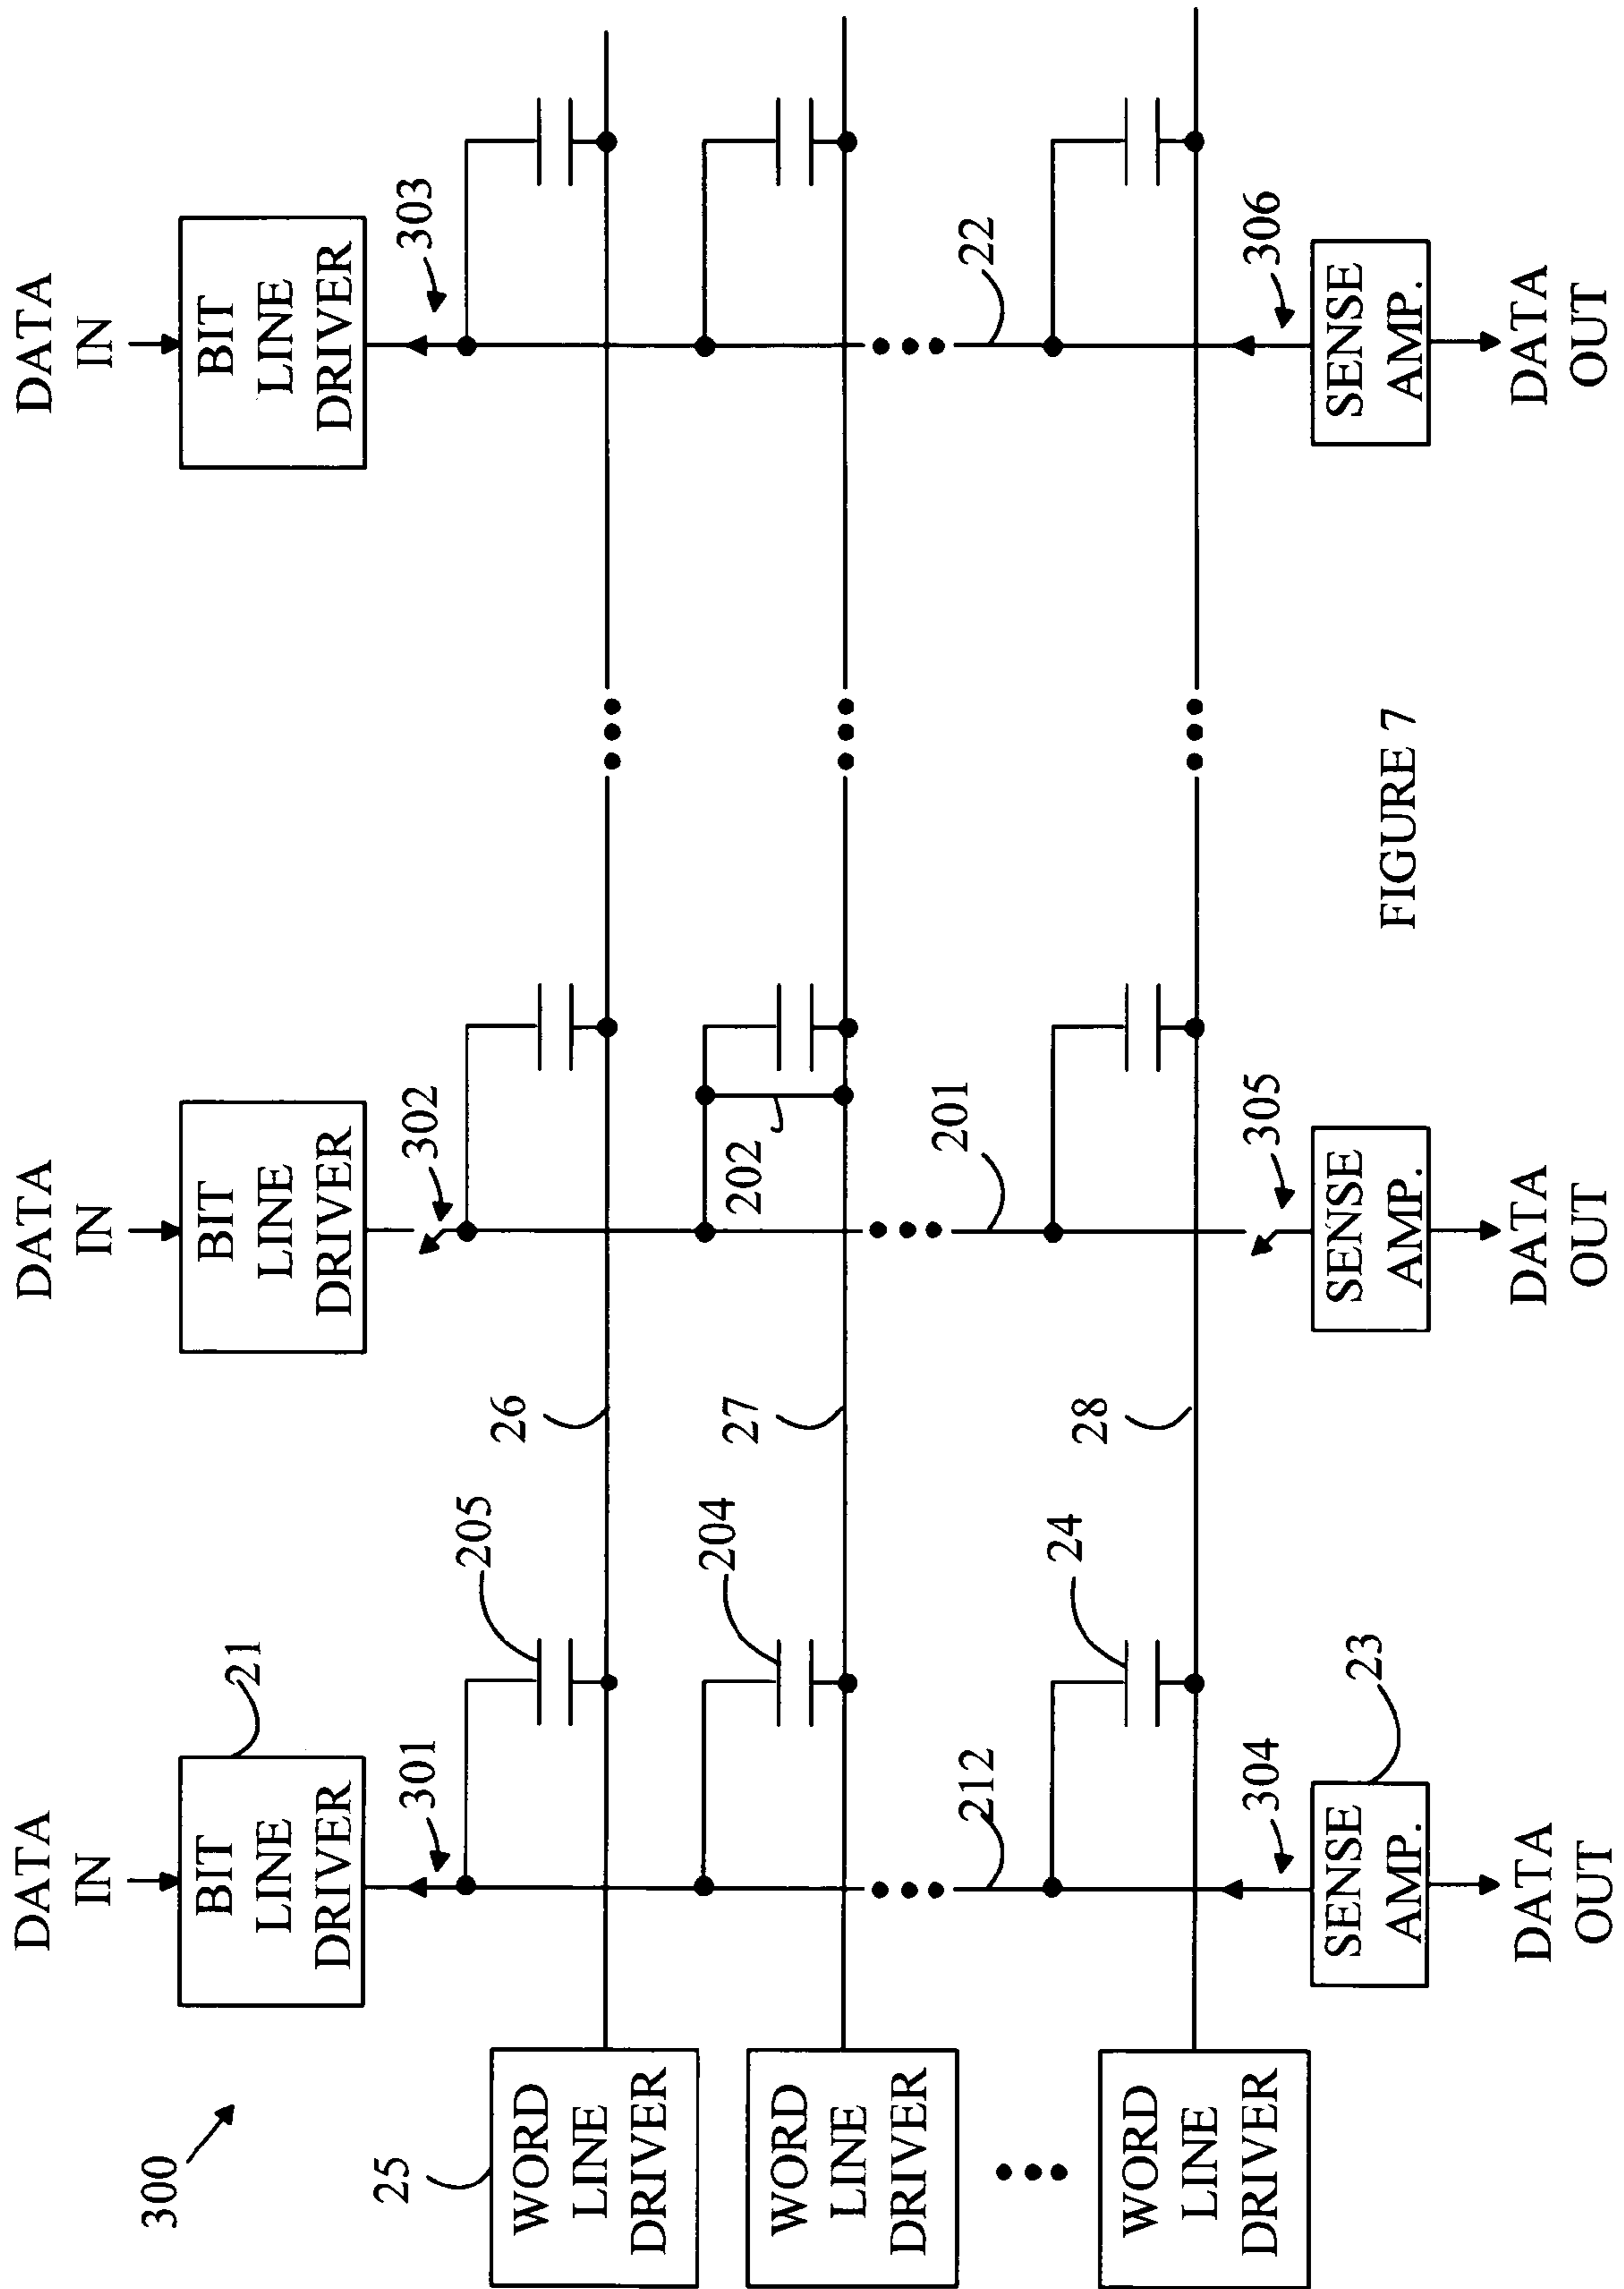 DATA
IN
DATA
IN
DATA
IN
300
21
BIT
LINE
DRIVER
BIT
LINE
DRIVER
BIT
LINE
DRIVER
301
302
303
25
WORD
LINE
DRIVER
205
26
WORD
LINE
DRIVER
204
27
202
212
201
22
WORD
LINE
DRIVER
24
28
304
305
306
23
SENSE
AMP.
SENSE
AMP.
SENSE
AMP.
DATA
OUT
DATA
OUT
DATA
OUT
FIGURE 7